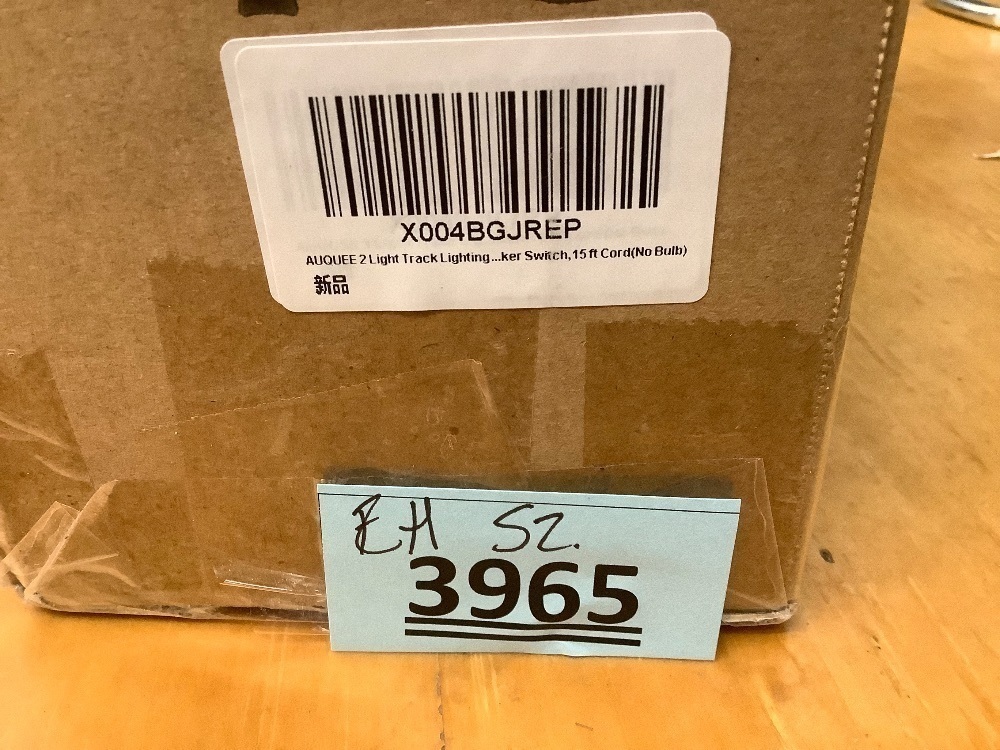 X004BGJREP
AUQUEE 2 Light Track Lighting...ker Switch,15 ft Cord(No Bulb)
新品
EH SZ.
3965